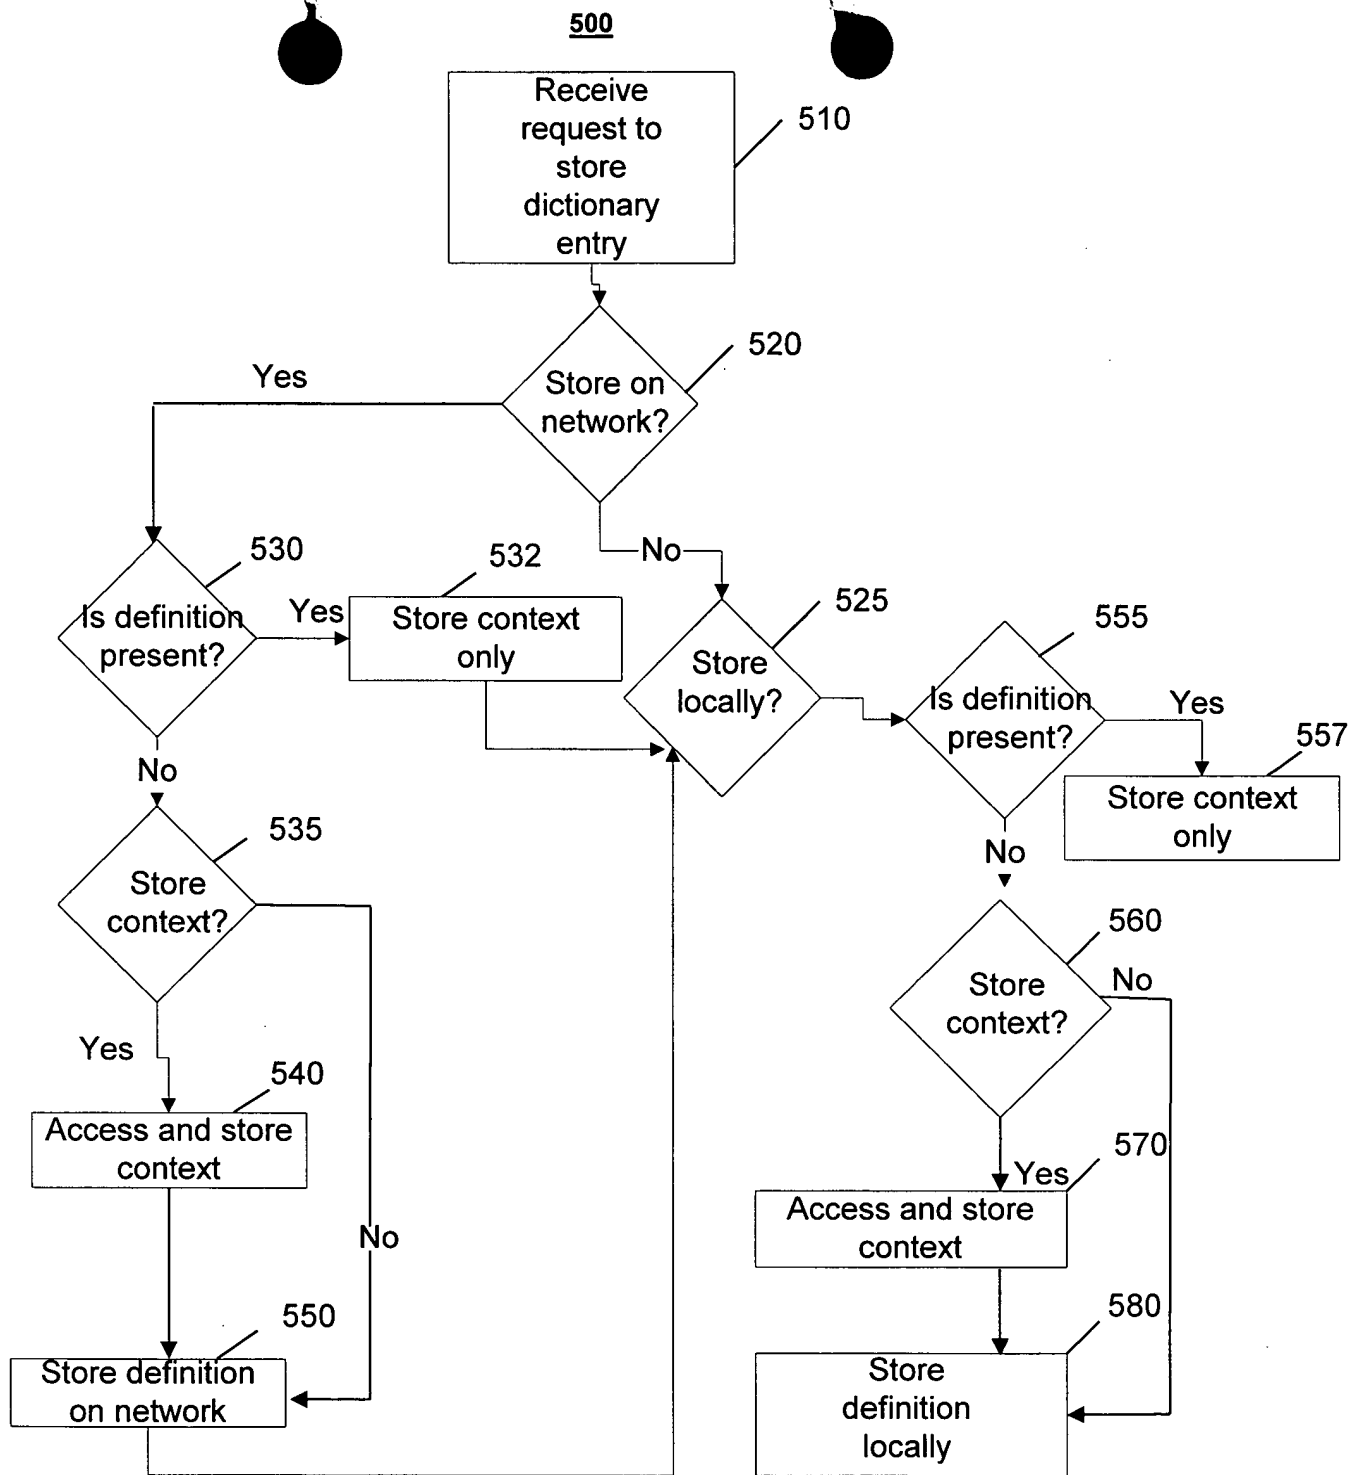 500
Receive
request to
store
dictionary
entry
510
Store on
network?
520
Yes
No
Is definition
present?
530
Yes
Store context
only
532
Store
locally?
525
Is definition
present?
555
Yes
Store context
only
557
No
Store
context?
535
No
Store
context?
560
No
Yes
Access and store
context
540
No
Yes
Access and store
context
570
Store definition
on network
550
Store
definition
locally
580